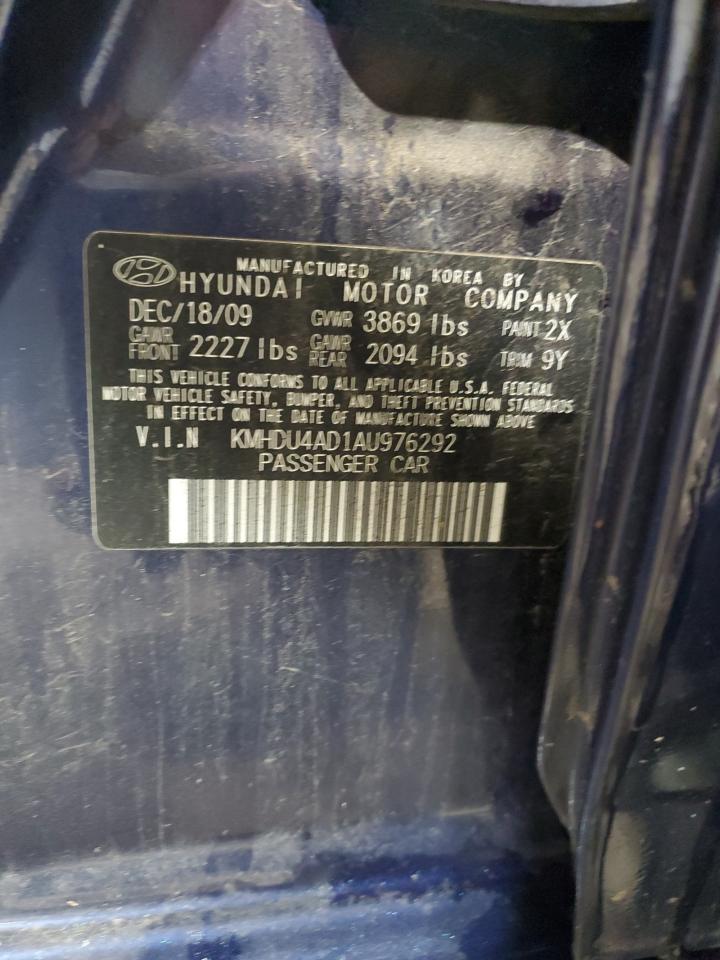 MANUFACTURED IN KOREA BY
HYUNDAI MOTOR COMPANY
DEC/18/09 GVWR 3869 lbs PAINT 2X
GAWR FRONT 2227 lbs GAWR REAR 2094 lbs TRIM 9Y
THIS VEHICLE CONFORMS TO ALL APPLICABLE U.S.A. FEDERAL
MOTOR VEHICLE SAFETY, BUMPER, AND THEFT PREVENTION STANDARDS
IN EFFECT ON THE DATE OF MANUFACTURE SHOWN ABOVE
V.I.N KMHDU4AD1AU976292
PASSENGER CAR